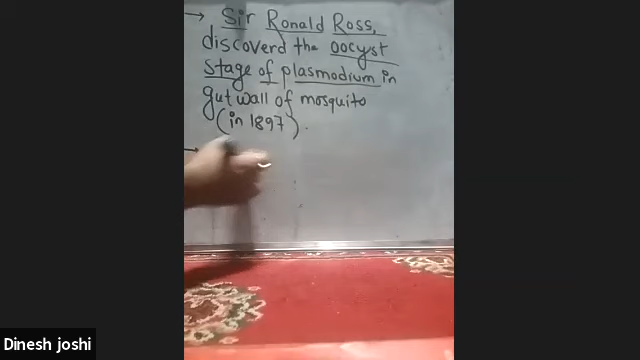 → Sir Ronald Ross,
discoverd the oocyst
stage of plasmodium in
gut wall of mosquito
(in 1897).
→
Dinesh joshi